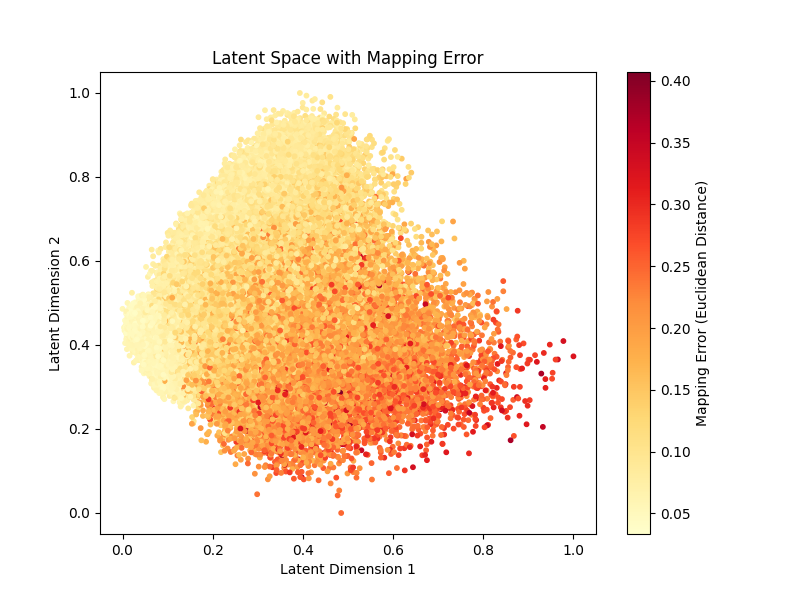 Latent Space with Mapping Error
1.0
0.8
0.6
0.4
0.2
0.0
Latent Dimension 2
0.0 0.2 0.4 0.6 0.8 1.0
Latent Dimension 1
0.40
0.35
0.30
0.25
0.20
0.15
0.10
0.05
Mapping Error (Euclidean Distance)